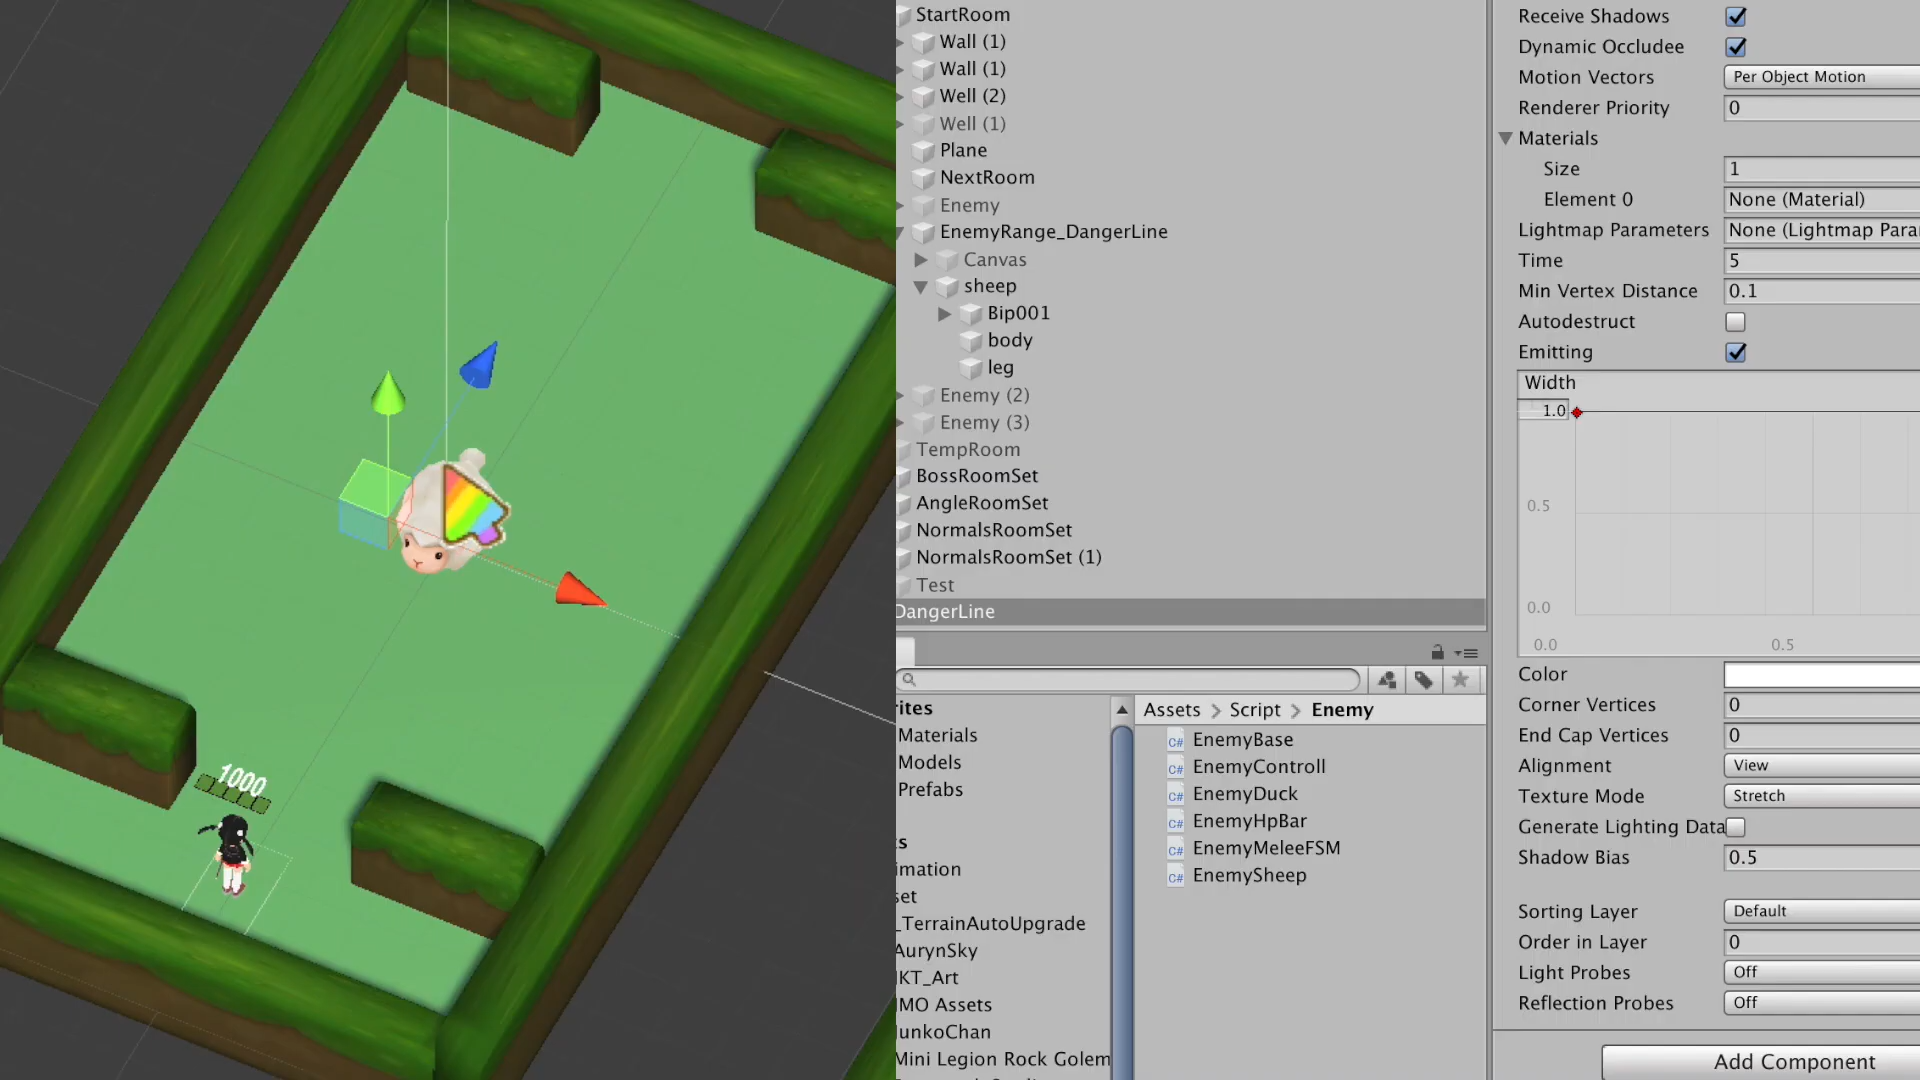 1000
StartRoom
Wall (1)
Wall (1)
Well (2)
Well (1)
Plane
NextRoom
Enemy
EnemyRange_DangerLine
Canvas
sheep
Bip001
body
leg
Enemy (2)
Enemy (3)
TempRoom
BossRoomSet
AngleRoomSet
NormalsRoomSet
NormalsRoomSet (1)
Test
DangerLine
rites
Materials
Models
Prefabs
ts
imation
set
_TerrainAutoUpgrade
AurynSky
KT_Art
MO Assets
unkoChan
Mini Legion Rock Golem
Assets > Script > Enemy
C# EnemyBase
C# EnemyControll
C# EnemyDuck
C# EnemyHpBar
C# EnemyMeleeFSM
C# EnemySheep
Receive Shadows
Dynamic Occludee
Motion Vectors Per Object Motion
Renderer Priority 0
Materials
Size 1
Element 0 None (Material)
Lightmap Parameters None (Lightmap Para
Time 5
Min Vertex Distance 0.1
Autodestruct
Emitting
Width
1.0
0.5
0.0
0.0 0.5
Color
Corner Vertices 0
End Cap Vertices 0
Alignment View
Texture Mode Stretch
Generate Lighting Data
Shadow Bias 0.5
Sorting Layer Default
Order in Layer 0
Light Probes Off
Reflection Probes Off
Add Component